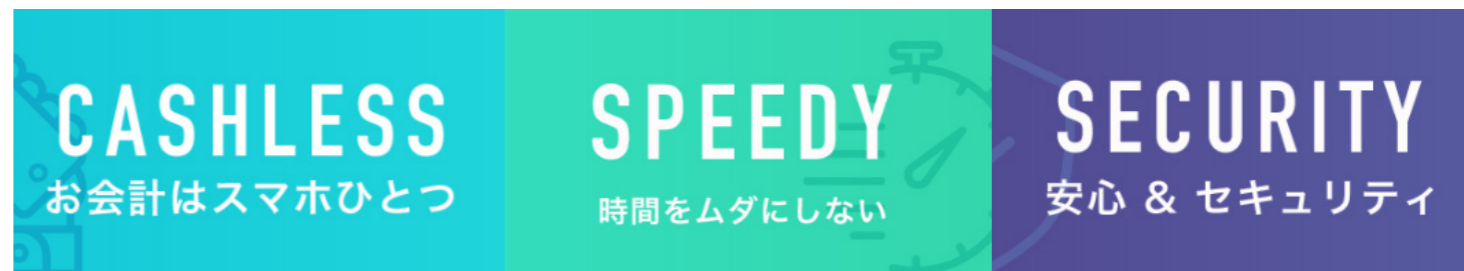 CASHLESS
お会計はスマホひとつ
SPEEDY
時間をムダにしない
SECURITY
安心 & セキュリティ